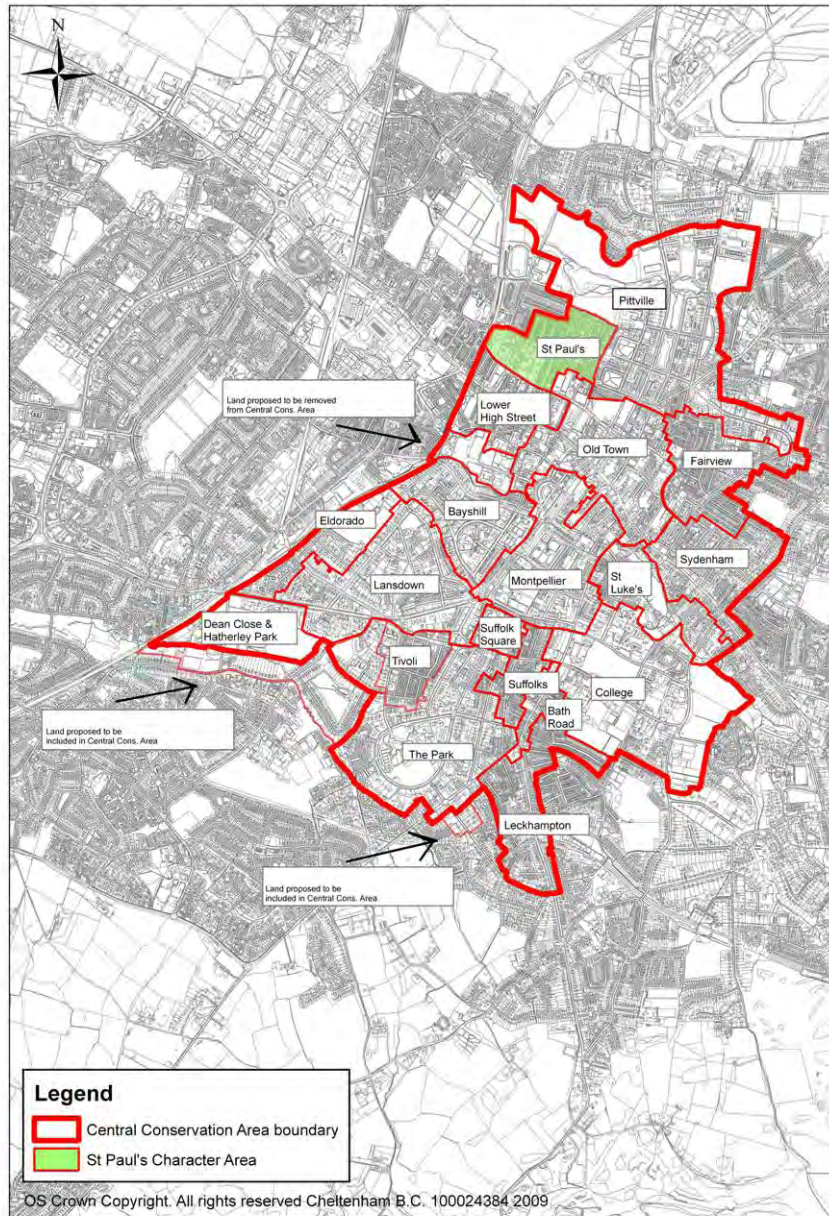 N
Pittville
St Paul's
Land proposed to be removed
from Central Cons. Area
Lower
High Street
Old Town
Fairview
Bayshill
Eldorado
Sydenham
Lansdown
Montpellier
St
Luke's
Dean Close &
Hatherley Park
Suffolk
Square
Tivoli
Suffolks
College
Bath
Road
Land proposed to be
included in Central Cons. Area
The Park
Leckhampton
Land proposed to be
included in Central Cons. Area
Legend
Central Conservation Area boundary
St Paul's Character Area
OS Crown Copyright. All rights reserved Cheltenham B.C. 100024384 2009